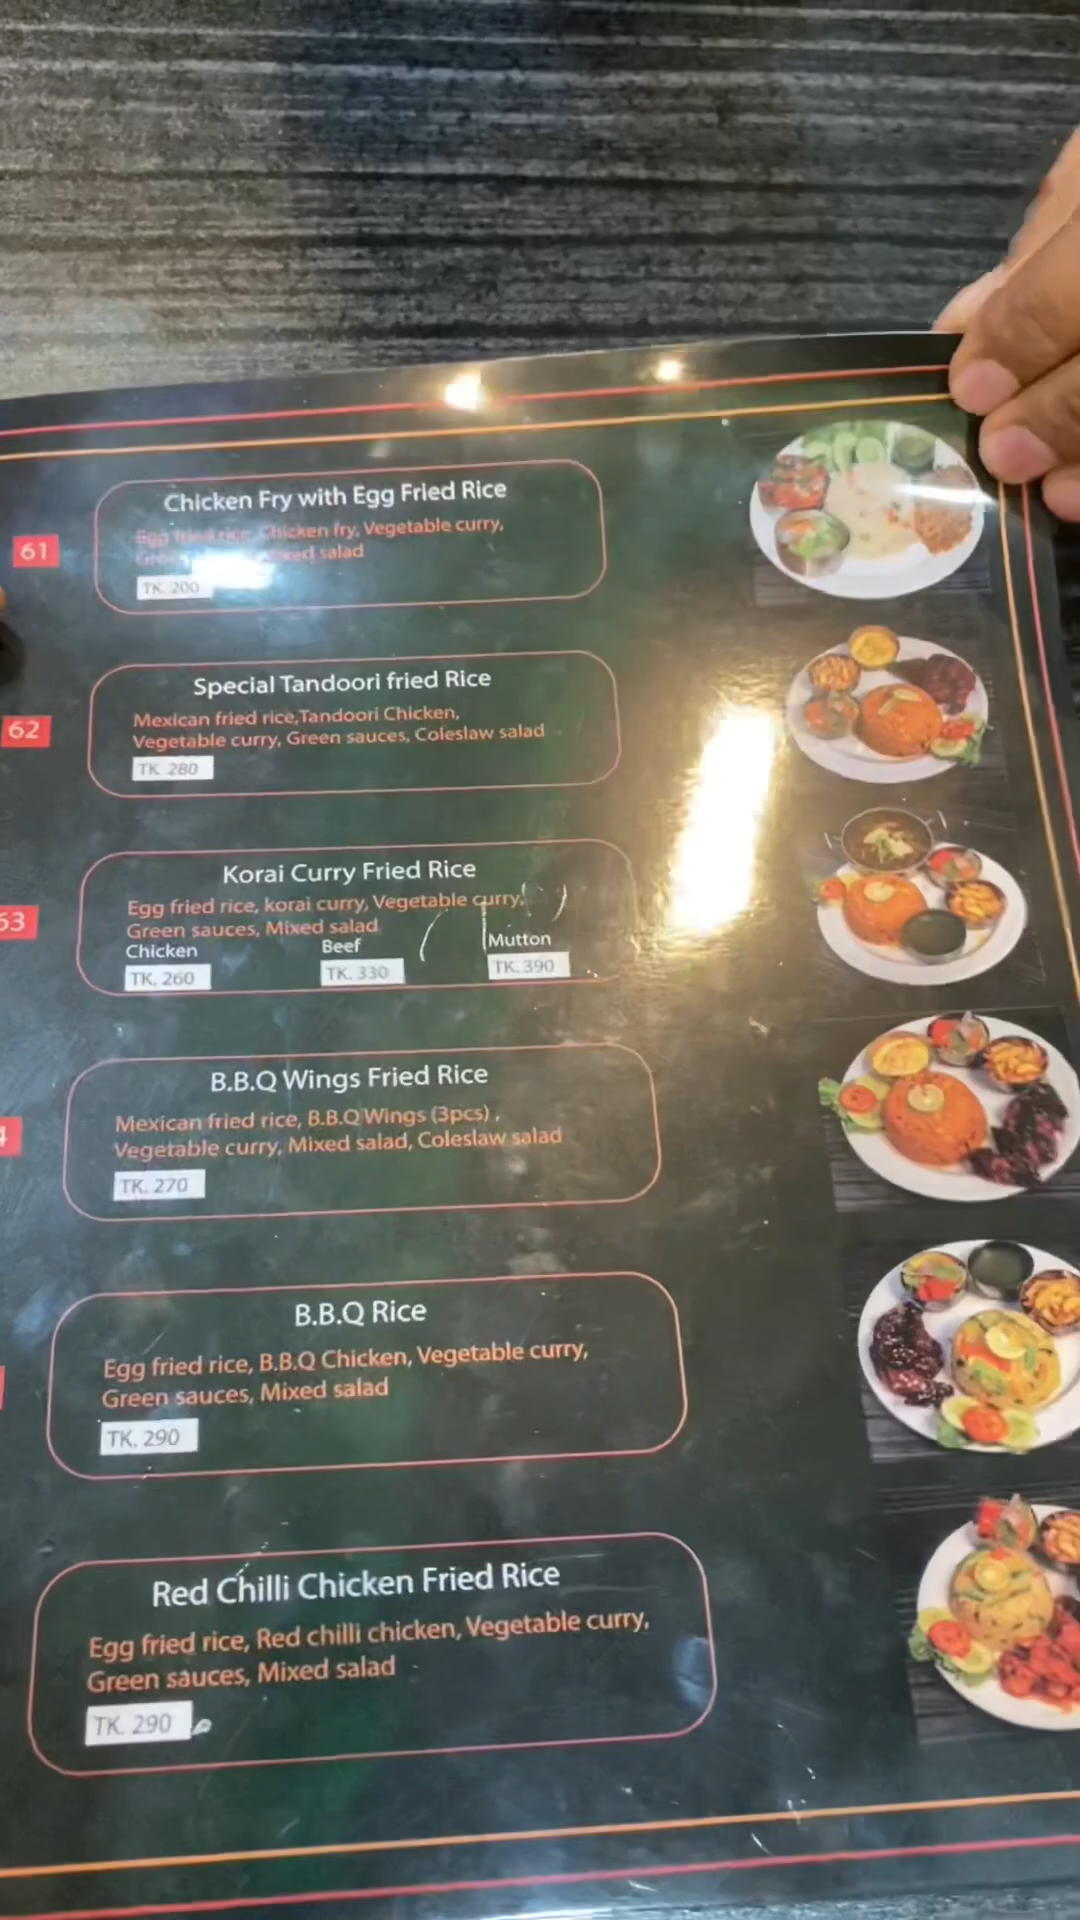 Chicken Fry with Egg Fried Rice
61
Egg fried rice, Chicken fry, Vegetable curry,
Mixed salad
TK. 200
Special Tandoori fried Rice
62
Mexican fried rice,Tandoori Chicken,
Vegetable curry, Green sauces, Coleslaw salad
TK 280
Korai Curry Fried Rice
63
Egg fried rice, korai curry, Vegetable curry,
Green sauces, Mixed salad
Chicken Beef Mutton
TK. 260 TK. 330 TK. 390
B.B.Q Wings Fried Rice
4
Mexican fried rice, B.B.Q Wings (3pcs) ,
Vegetable curry, Mixed salad, Coleslaw salad
TK. 270
B.B.Q Rice
Egg fried rice, B.B.Q Chicken, Vegetable curry,
Green sauces, Mixed salad
TK. 290
Red Chilli Chicken Fried Rice
Egg fried rice, Red chilli chicken, Vegetable curry,
Green sauces, Mixed salad
TK. 290